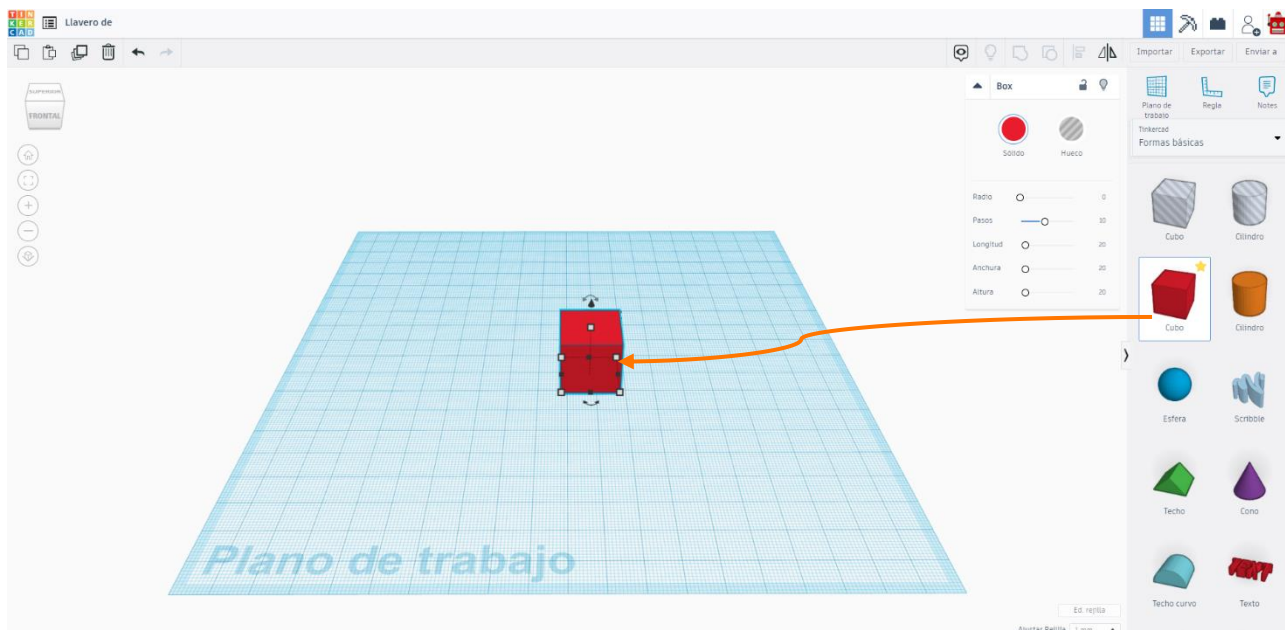 TIN
KER
CAD
Llavero de
Importar
Exportar
Enviar a
SUPERIOR
FRONTAL
Box
Sólido
Hueco
Radio
0
Pasos
10
Longitud
20
Anchura
20
Altura
20
Plano de
trabajo
Regla
Notes
Tinkercad
Formas básicas
Cubo
Cilindro
Cubo
Cilindro
Esfera
Scribble
Techo
Cono
Techo curvo
Texto
TEXT
Plano de trabajo
Ed. rejilla
Ajustar Rejilla
1 mm